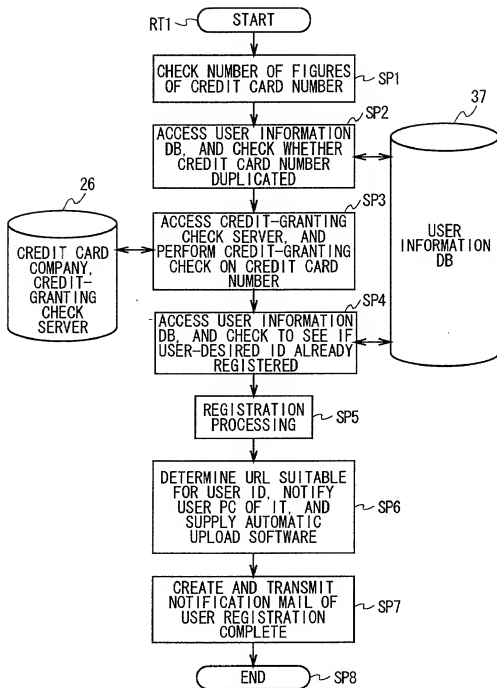 RT1
START
CHECK NUMBER OF FIGURES
OF CREDIT CARD NUMBER
SP1
SP2
ACCESS USER INFORMATION
DB, AND CHECK WHETHER
CREDIT CARD NUMBER
DUPLICATED
37
USER
INFORMATION
DB
26
CREDIT CARD
COMPANY,
CREDIT-
GRANTING
CHECK
SERVER
SP3
ACCESS CREDIT-GRANTING
CHECK SERVER, AND
PERFORM CREDIT-GRANTING
CHECK ON CREDIT CARD
NUMBER
SP4
ACCESS USER INFORMATION
DB, AND CHECK TO SEE IF
USER-DESIRED ID ALREADY
REGISTERED
REGISTRATION
PROCESSING
SP5
DETERMINE URL SUITABLE
FOR USER ID, NOTIFY
USER PC OF IT, AND
SUPPLY AUTOMATIC
UPLOAD SOFTWARE
SP6
CREATE AND TRANSMIT
NOTIFICATION MAIL OF
USER REGISTRATION
COMPLETE
SP7
END
SP8